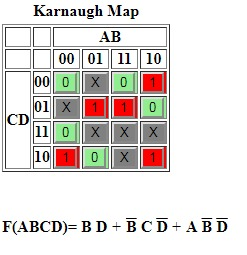 Karnaugh Map
AB
00 01 11 10
CD
00 0 X 0 1
01 X 1 1 0
11 0 X X X
10 1 0 X 1
F(ABCD)= B D + B̅ C D̅ + A B̅ D̅